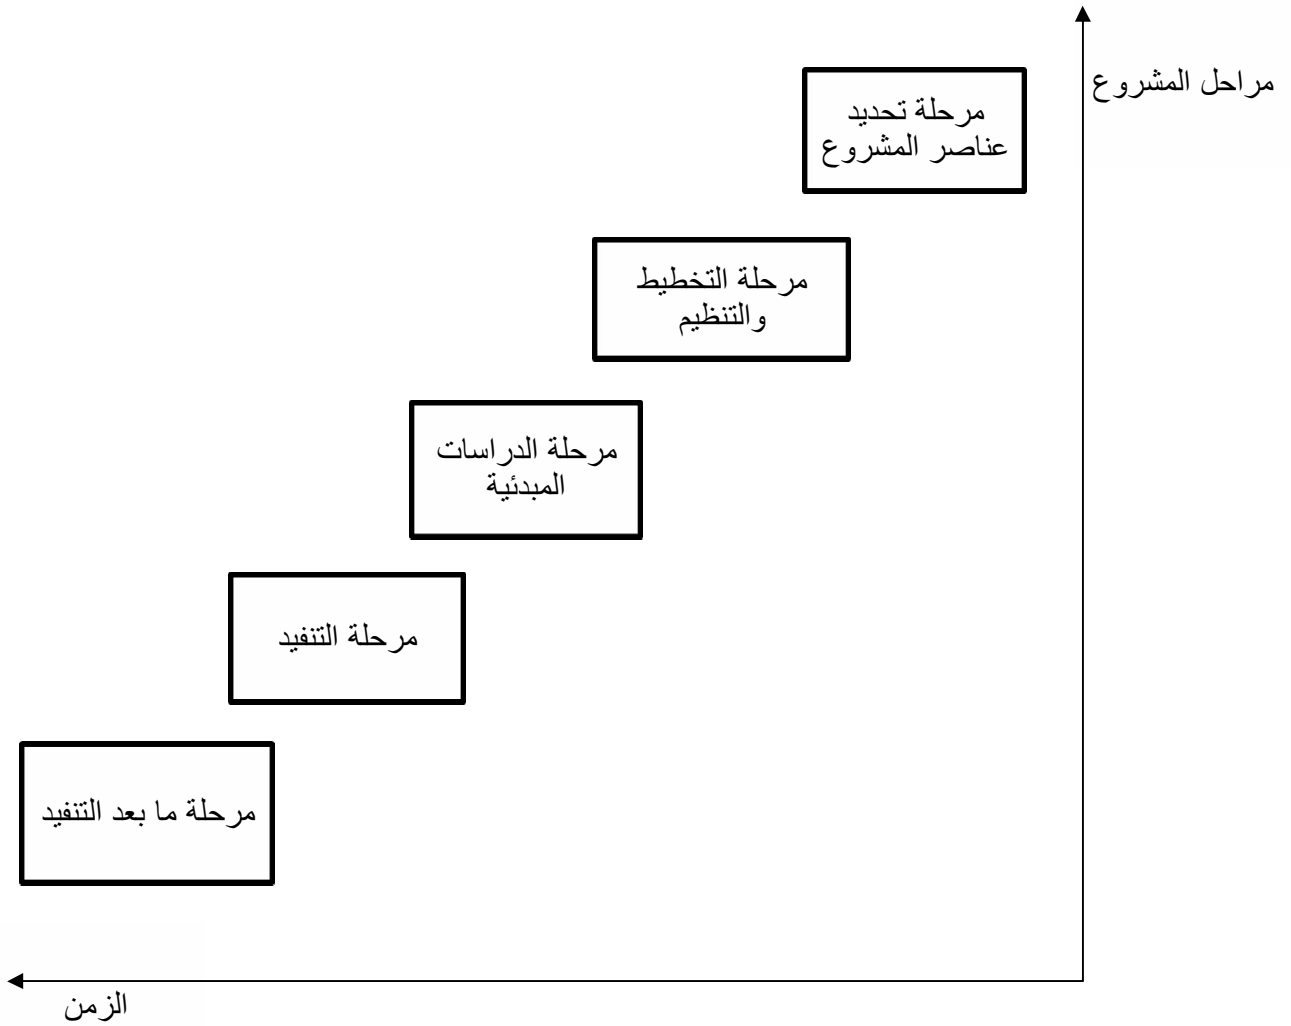 مراحل المشروع
مرحلة تحديد
عناصر المشروع
مرحلة التخطيط
والتنظيم
مرحلة الدراسات
المبدئية
مرحلة التنفيد
مرحلة ما بعد التنفيد
الزمن